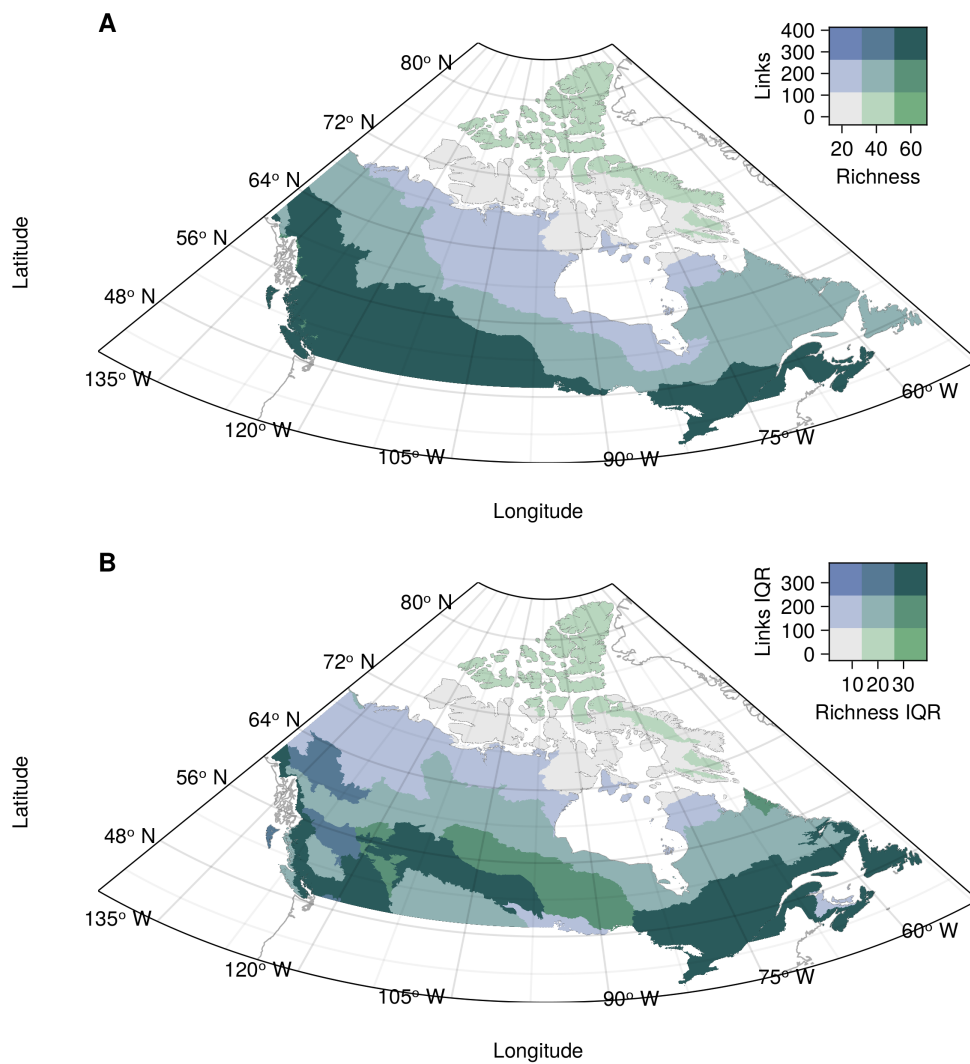 A
80° N
72° N
64° N
56° N
48° N
135° W
120° W
105° W
90° W
75° W
60° W
Latitude
Longitude
Links
400
300
200
100
0
20 40 60
Richness
B
80° N
72° N
64° N
56° N
48° N
135° W
120° W
105° W
90° W
75° W
60° W
Latitude
Longitude
Links IQR
300
200
100
0
10 20 30
Richness IQR